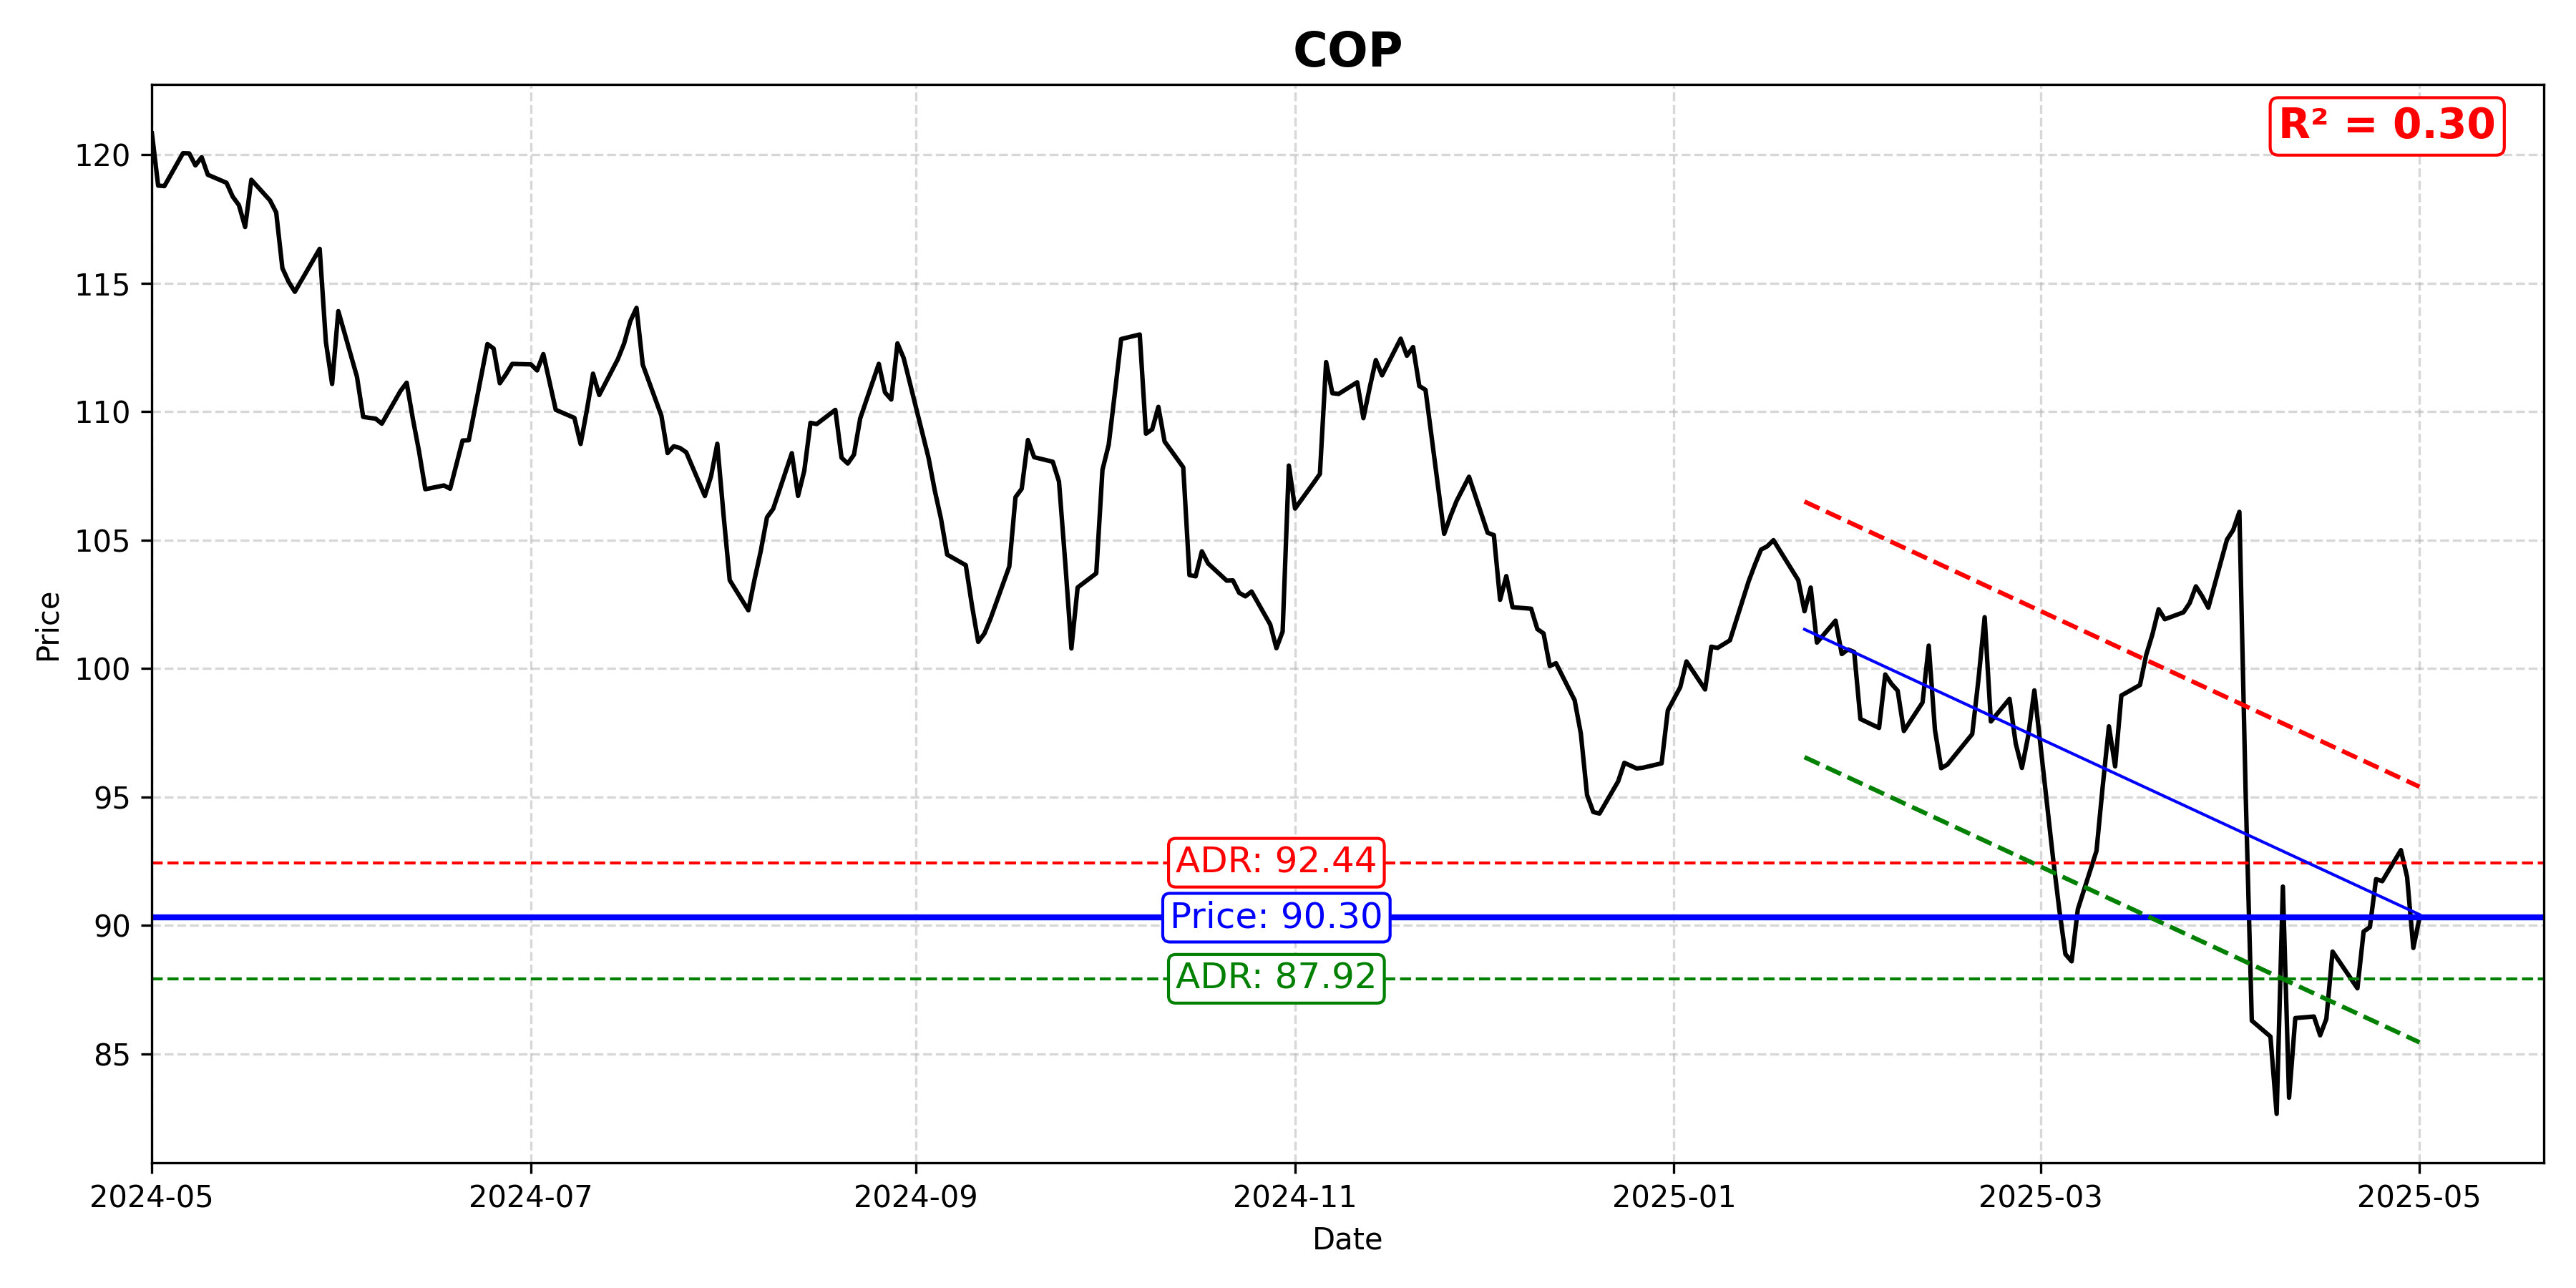 COP
R² = 0.30
120
115
110
105
100
95
90
85
Price
ADR: 92.44
Price: 90.30
ADR: 87.92
2024-05
2024-07
2024-09
2024-11
2025-01
2025-03
2025-05
Date